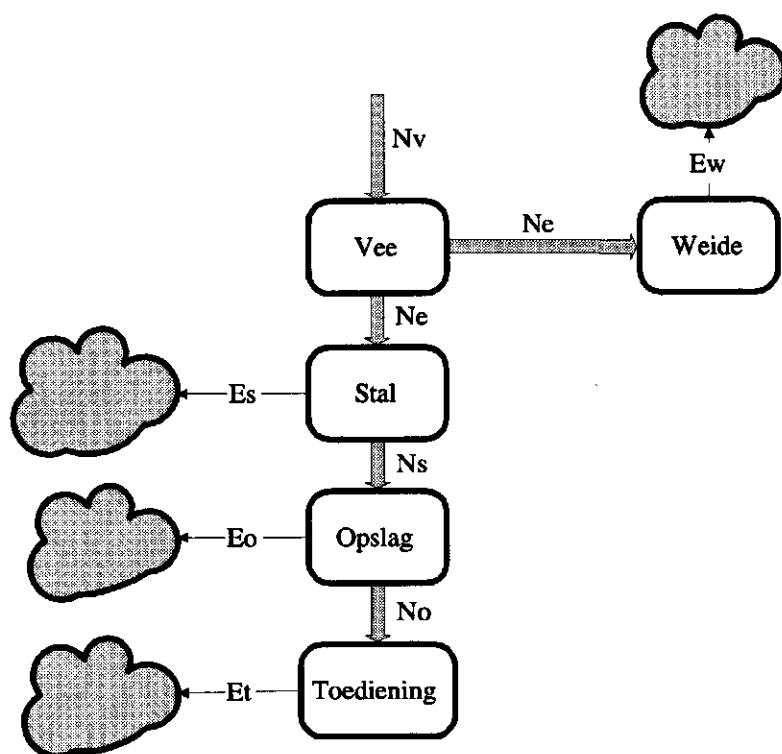 Nv
Ew
Vee
Ne
Weide
Ne
Es
Stal
Ns
Eo
Opslag
No
Et
Toediening